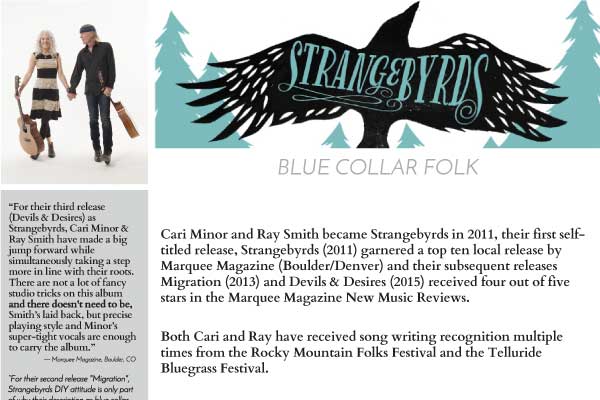 STRANGEBYRDS
BLUE COLLAR FOLK
“For their third release
(Devils & Desires) as
Strangebyrds, Cari Minor &
Ray Smith have made a big
jump forward while
simultaneously taking a step
more in line with their roots.
There are not a lot of fancy
studio tricks on this album
and there doesn't need to be,
Smith's laid back, but precise
playing style and Minor's
super-tight vocals are enough
to carry the album.”
— Marquee Magazine, Boulder, CO
“For their second release “Migration”,
Strangebyrds DIY attitude is only part
of why their description as blue collar
Cari Minor and Ray Smith became Strangebyrds in 2011, their first self-
titled release, Strangebyrds (2011) garnered a top ten local release by
Marquee Magazine (Boulder/Denver) and their subsequent releases
Migration (2013) and Devils & Desires (2015) received four out of five
stars in the Marquee Magazine New Music Reviews.
Both Cari and Ray have received song writing recognition multiple
times from the Rocky Mountain Folks Festival and the Telluride
Bluegrass Festival.